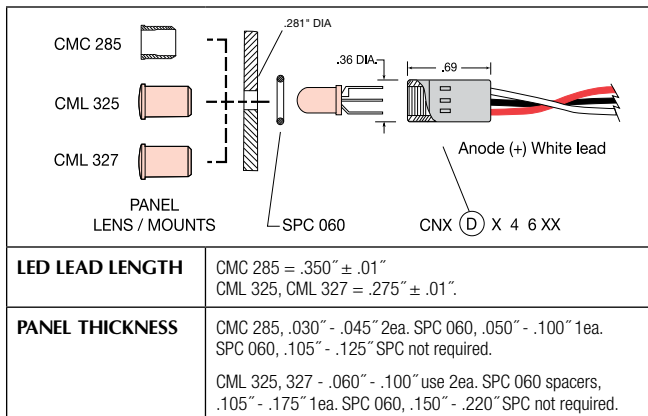 CMC 285
CML 325
CML 327
PANEL
LENS / MOUNTS
.281" DIA
SPC 060
.36 DIA.
.69
Anode (+) White lead
CNX D X 4 6 XX
LED LEAD LENGTH
CMC 285 = .350˝ ± .01˝
CML 325, CML 327 = .275˝ ± .01˝.
PANEL THICKNESS
CMC 285, .030˝ - .045˝ 2ea. SPC 060, .050˝ - .100˝ 1ea.
SPC 060, .105˝ - .125˝ SPC not required.
CML 325, 327 - .060˝ - .100˝ use 2ea. SPC 060 spacers,
.105˝ - .175˝ 1ea. SPC 060, .150˝ - .220˝ SPC not required.